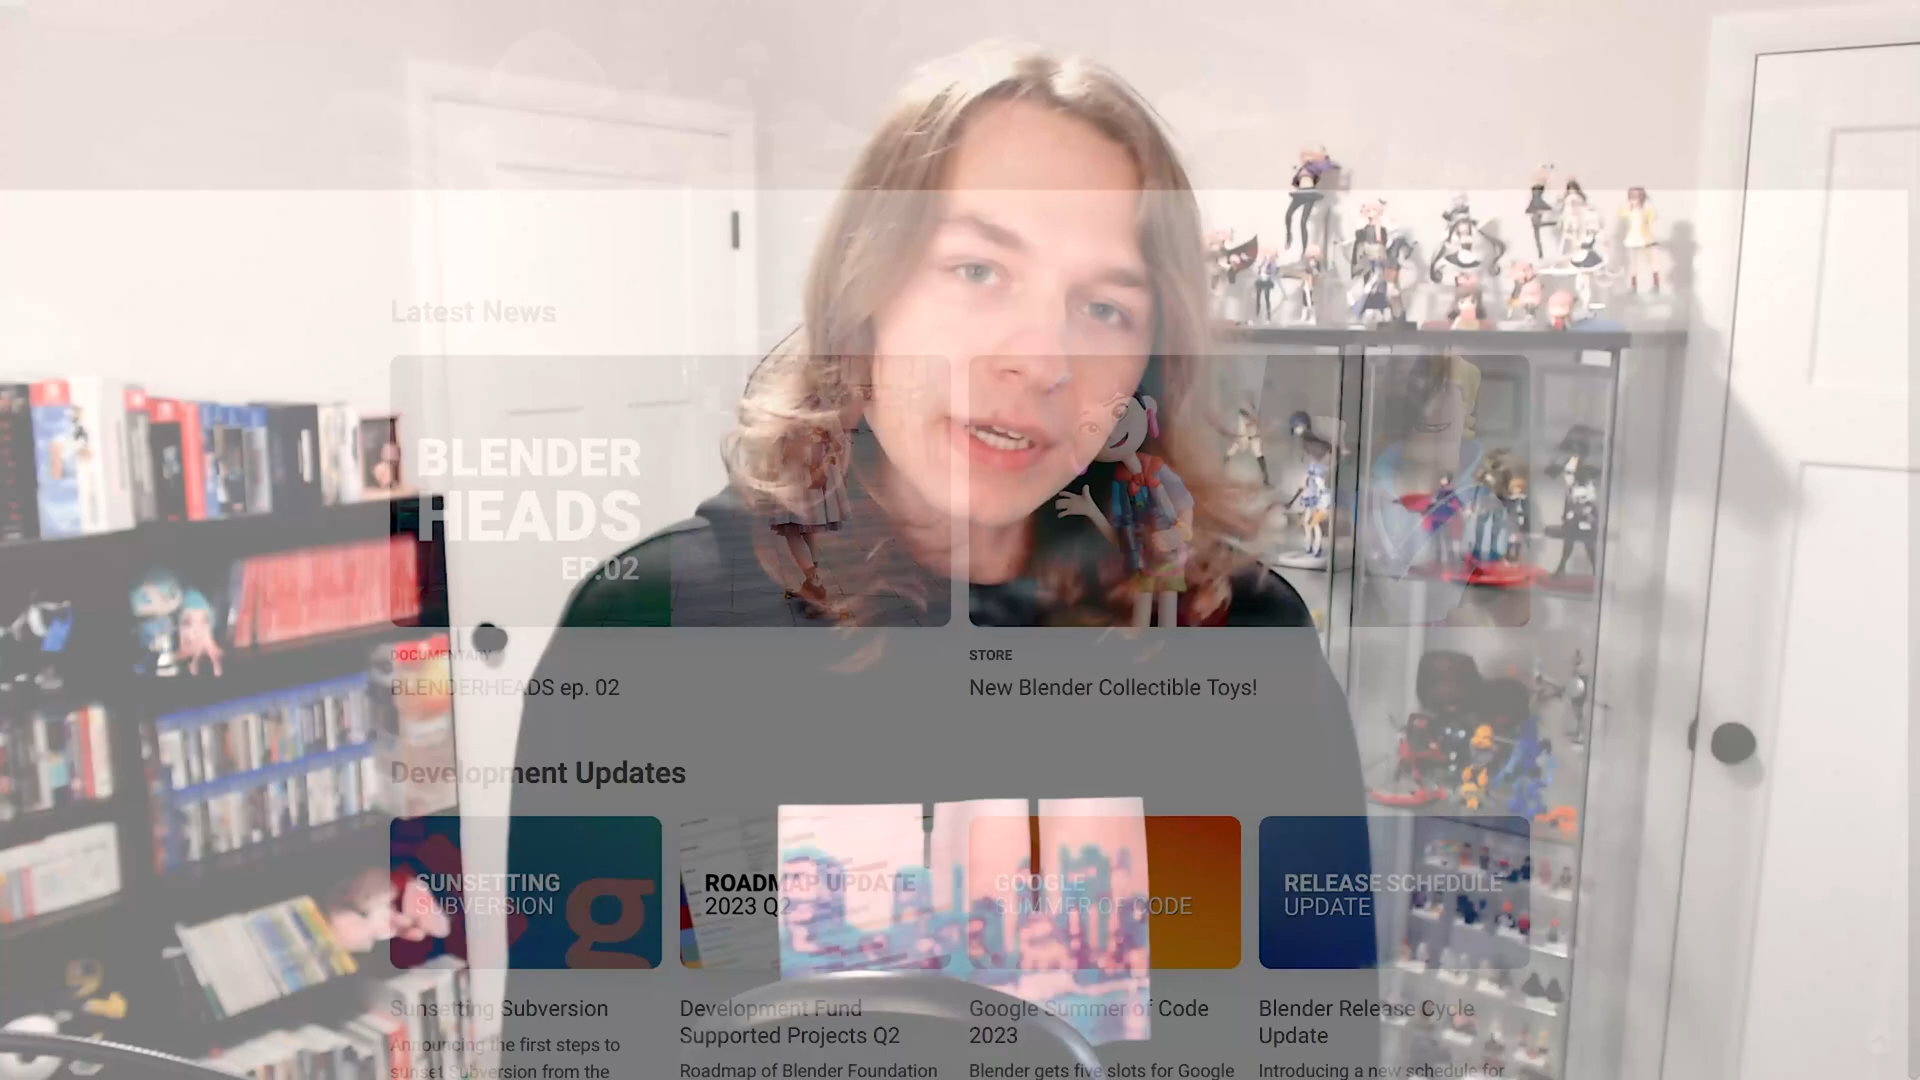 Latest News
BLENDER
HEADS
EP.02
DOCUMENTARY
BLENDERHEADS ep. 02
STORE
New Blender Collectible Toys!
Development Updates
SUNSETTING
SUBVERSION
g
ROADMAP UPDATE
2023 Q2
GOOGLE
SUMMER OF CODE
RELEASE SCHEDULE
UPDATE
Sunsetting Subversion
Announcing the first steps to
sunset Subversion from the
Development Fund
Supported Projects Q2
Roadmap of Blender Foundation
Google Summer of Code
2023
Blender gets five slots for Google
Blender Release Cycle
Update
Introducing a new schedule for